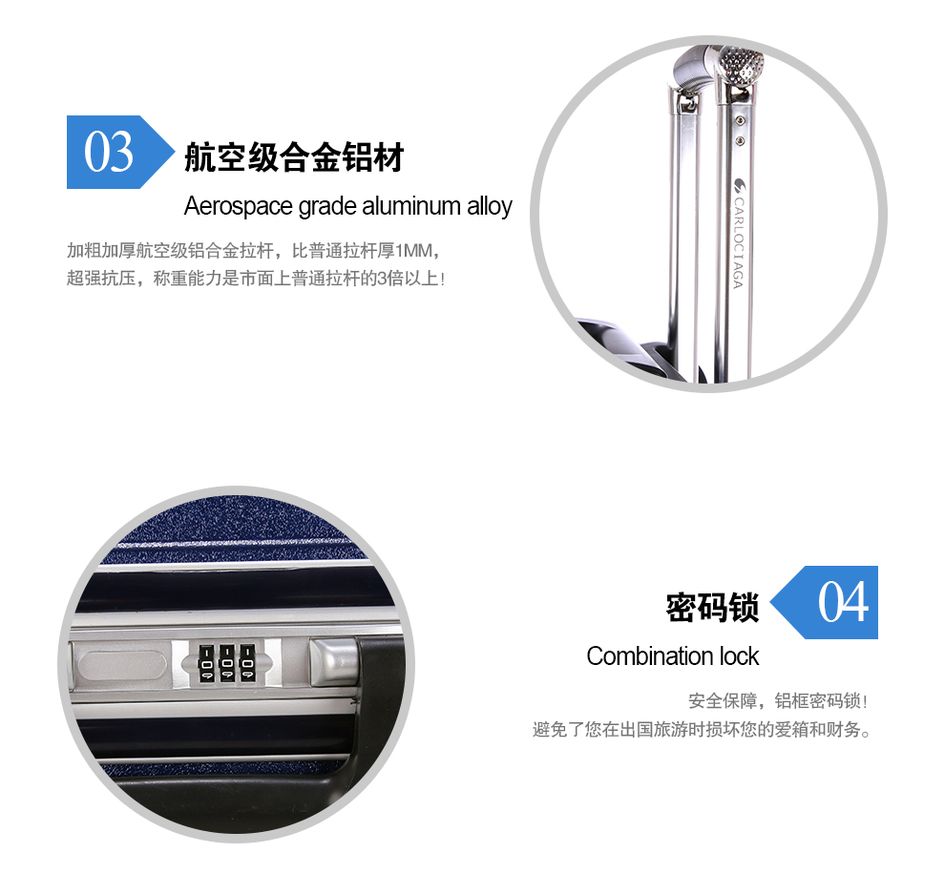 03
航空级合金铝材
Aerospace grade aluminum alloy
加粗加厚航空级铝合金拉杆，比普通拉杆厚1MM，
超强抗压，称重能力是市面上普通拉杆的3倍以上！
CARLOCIAGA
04
密码锁
Combination lock
安全保障，铝框密码锁！
避免了您在出国旅游时损坏您的爱箱和财务。
0 0 0